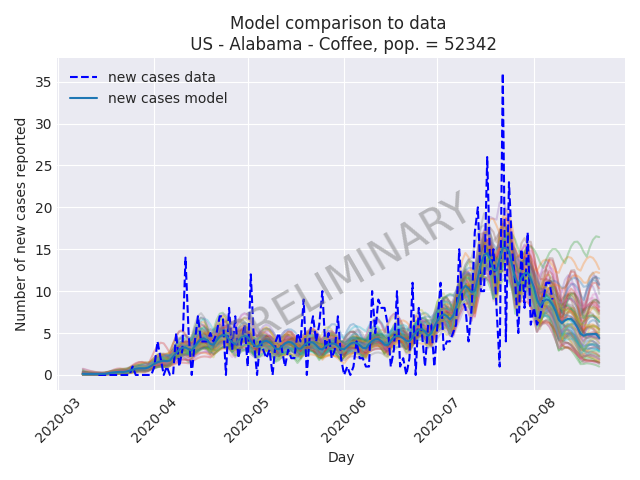 Model comparison to data
US - Alabama - Coffee, pop. = 52342
new cases data
new cases model
PRELIMINARY
Number of new cases reported
35
30
25
20
15
10
5
0
2020-03
2020-04
2020-05
2020-06
2020-07
2020-08
Day